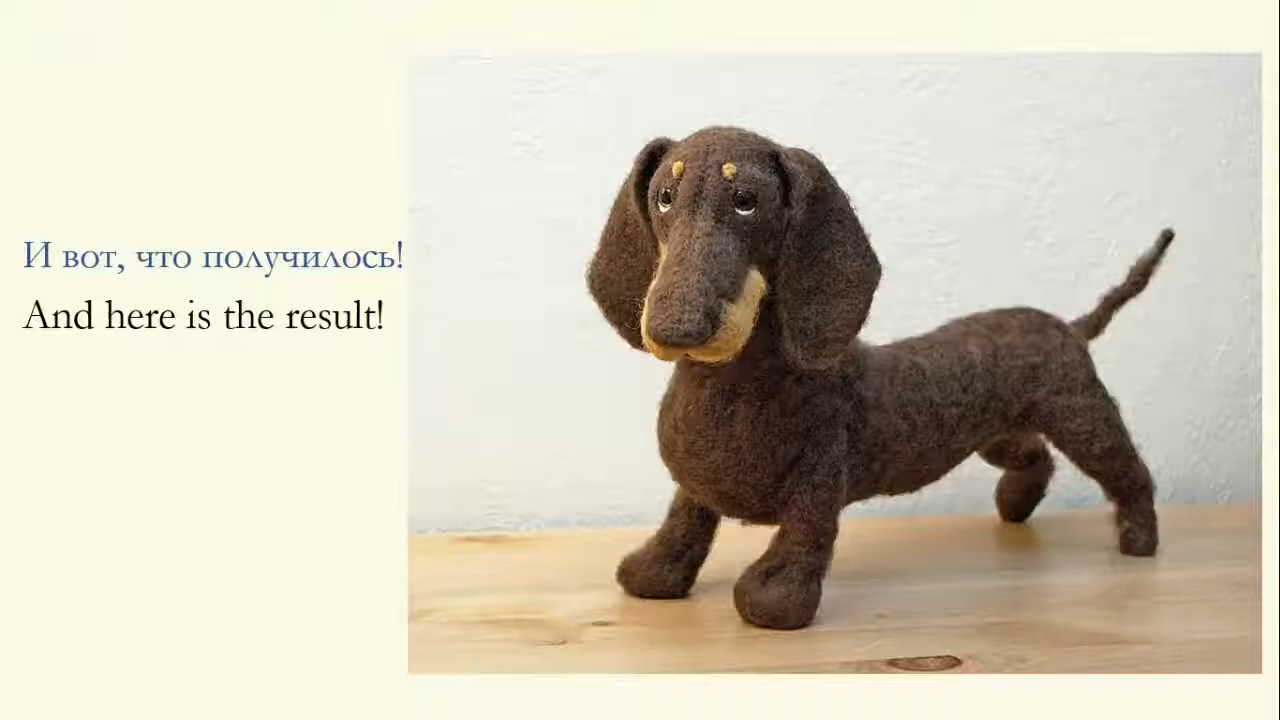 И вот, что получилось!
And here is the result!